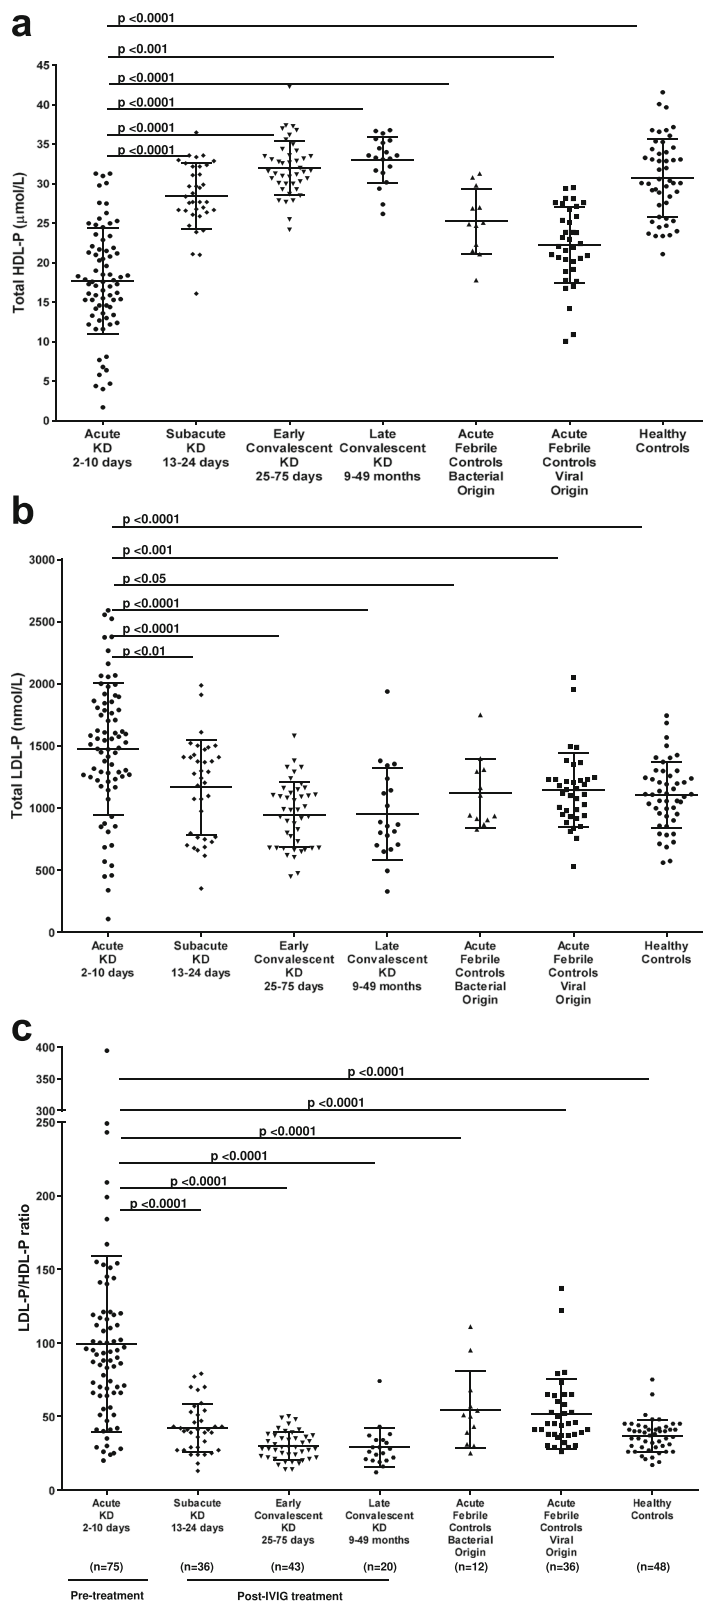 a
p <0.0001
p <0.001
p <0.0001
p <0.0001
p <0.0001
p <0.0001
45
40
35
30
25
20
15
10
5
0
Total HDL-P (μmol/L)
Acute
KD
2-10 days
Subacute
KD
13-24 days
Early
Convalescent
KD
25-75 days
Late
Convalescent
KD
9-49 months
Acute
Febrile
Controls
Bacterial
Origin
Acute
Febrile
Controls
Viral
Origin
Healthy
Controls
b
p <0.0001
p <0.001
p <0.05
p <0.0001
p <0.0001
p <0.01
3000
2500
2000
1500
1000
500
0
Total LDL-P (nmol/L)
Acute
KD
2-10 days
Subacute
KD
13-24 days
Early
Convalescent
KD
25-75 days
Late
Convalescent
KD
9-49 months
Acute
Febrile
Controls
Bacterial
Origin
Acute
Febrile
Controls
Viral
Origin
Healthy
Controls
c
p <0.0001
p <0.0001
p <0.0001
p <0.0001
p <0.0001
p <0.0001
400
350
300
250
200
150
100
50
0
LDL-P/HDL-P ratio
Acute
KD
2-10 days
Subacute
KD
13-24 days
Early
Convalescent
KD
25-75 days
Late
Convalescent
KD
9-49 months
Acute
Febrile
Controls
Bacterial
Origin
Acute
Febrile
Controls
Viral
Origin
Healthy
Controls
(n=75) (n=36) (n=43) (n=20) (n=12) (n=36) (n=48)
Pre-treatment Post-IVIG treatment